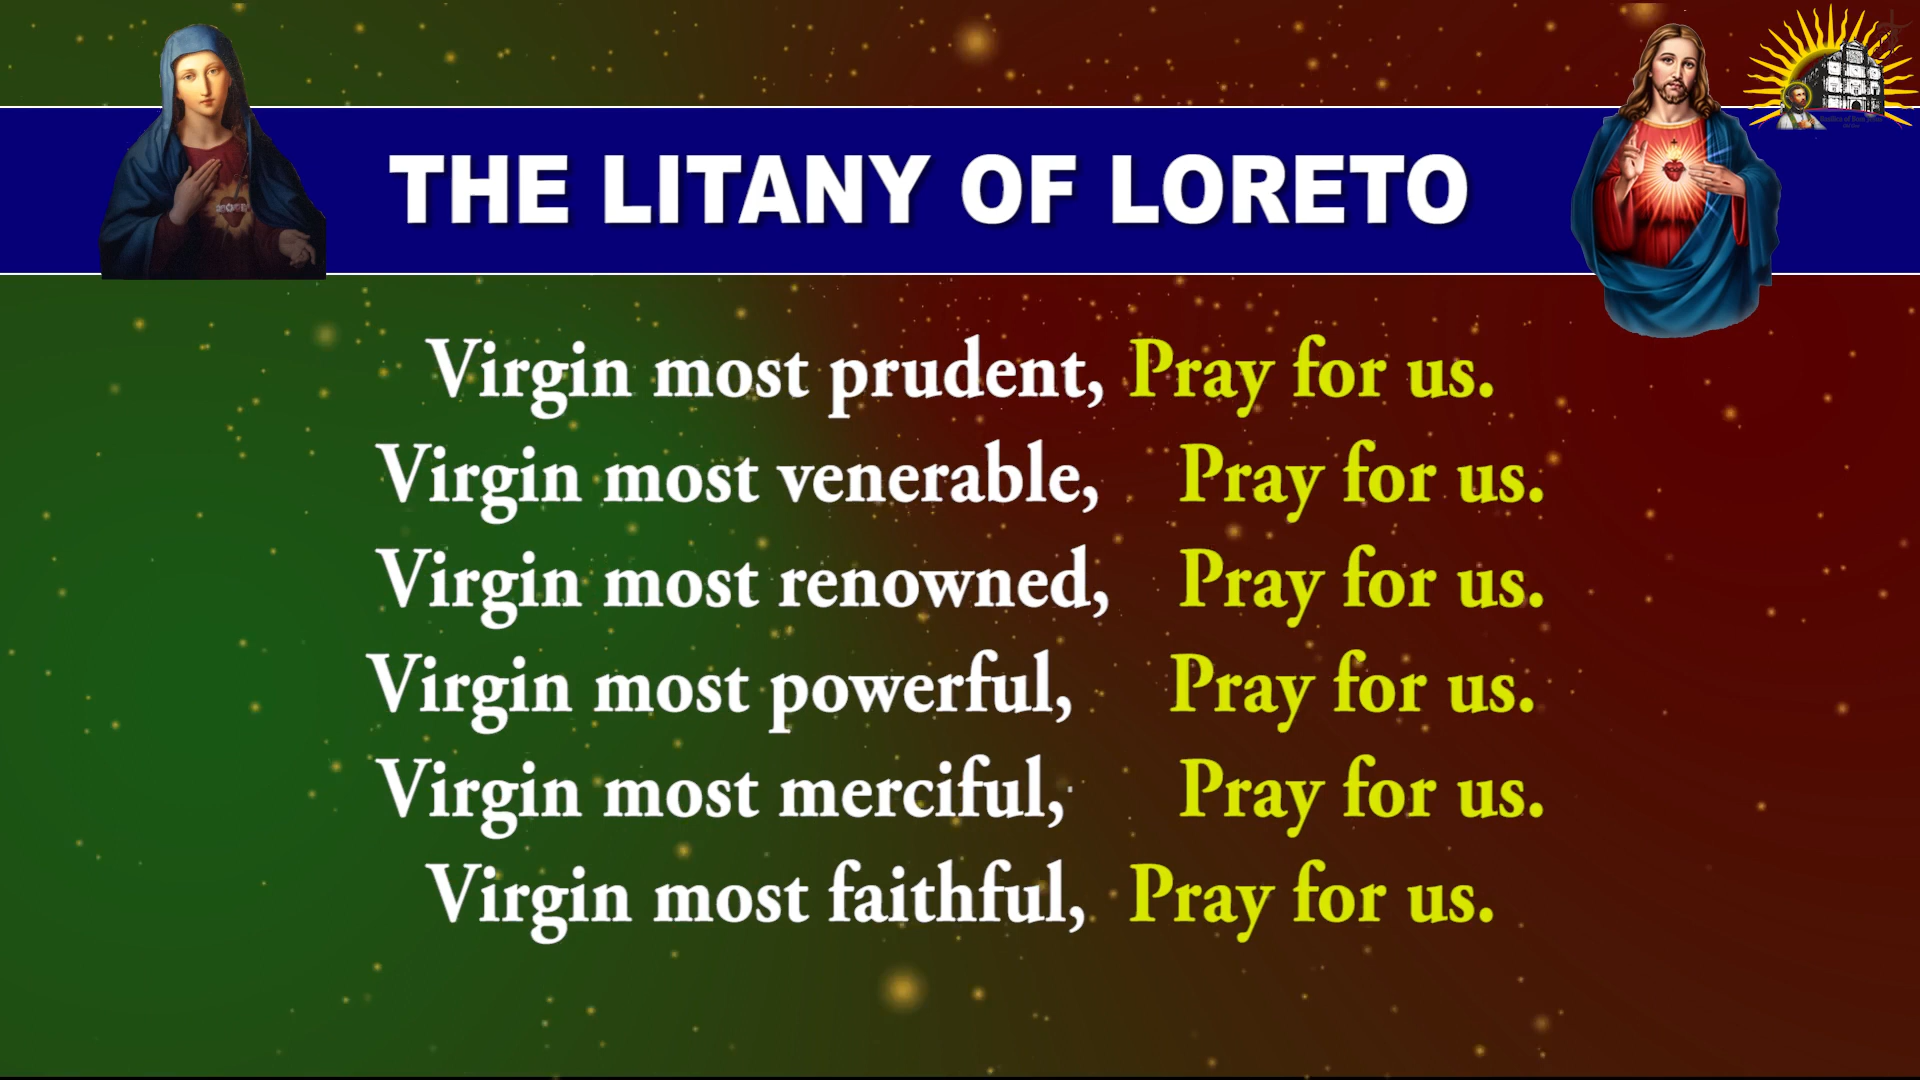 THE LITANY OF LORETO
Virgin most prudent, Pray for us.
Virgin most venerable, Pray for us.
Virgin most renowned, Pray for us.
Virgin most powerful, Pray for us.
Virgin most merciful, Pray for us.
Virgin most faithful, Pray for us.